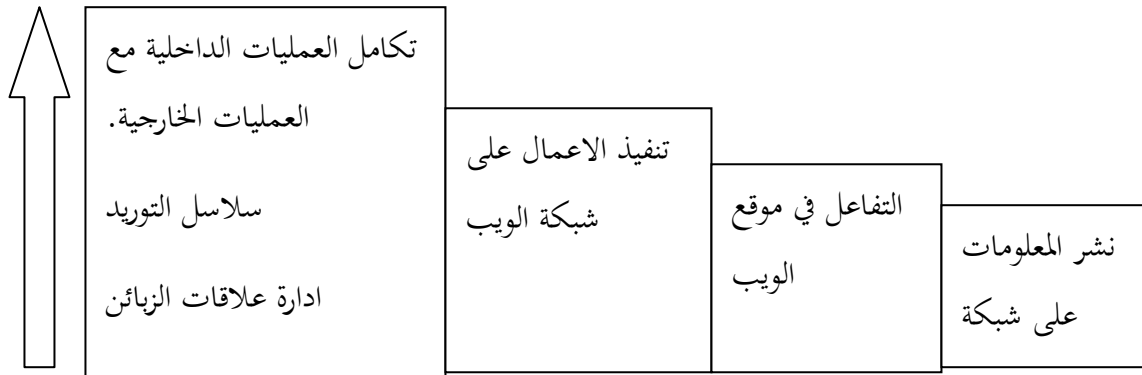 تكامل العمليات الداخلية مع
العمليات الخارجية.
سلاسل التوريد
ادارة علاقات الزبائن
تنفيذ الاعمال على
شبكة الويب
التفاعل في موقع
الويب
نشر المعلومات
على شبكة